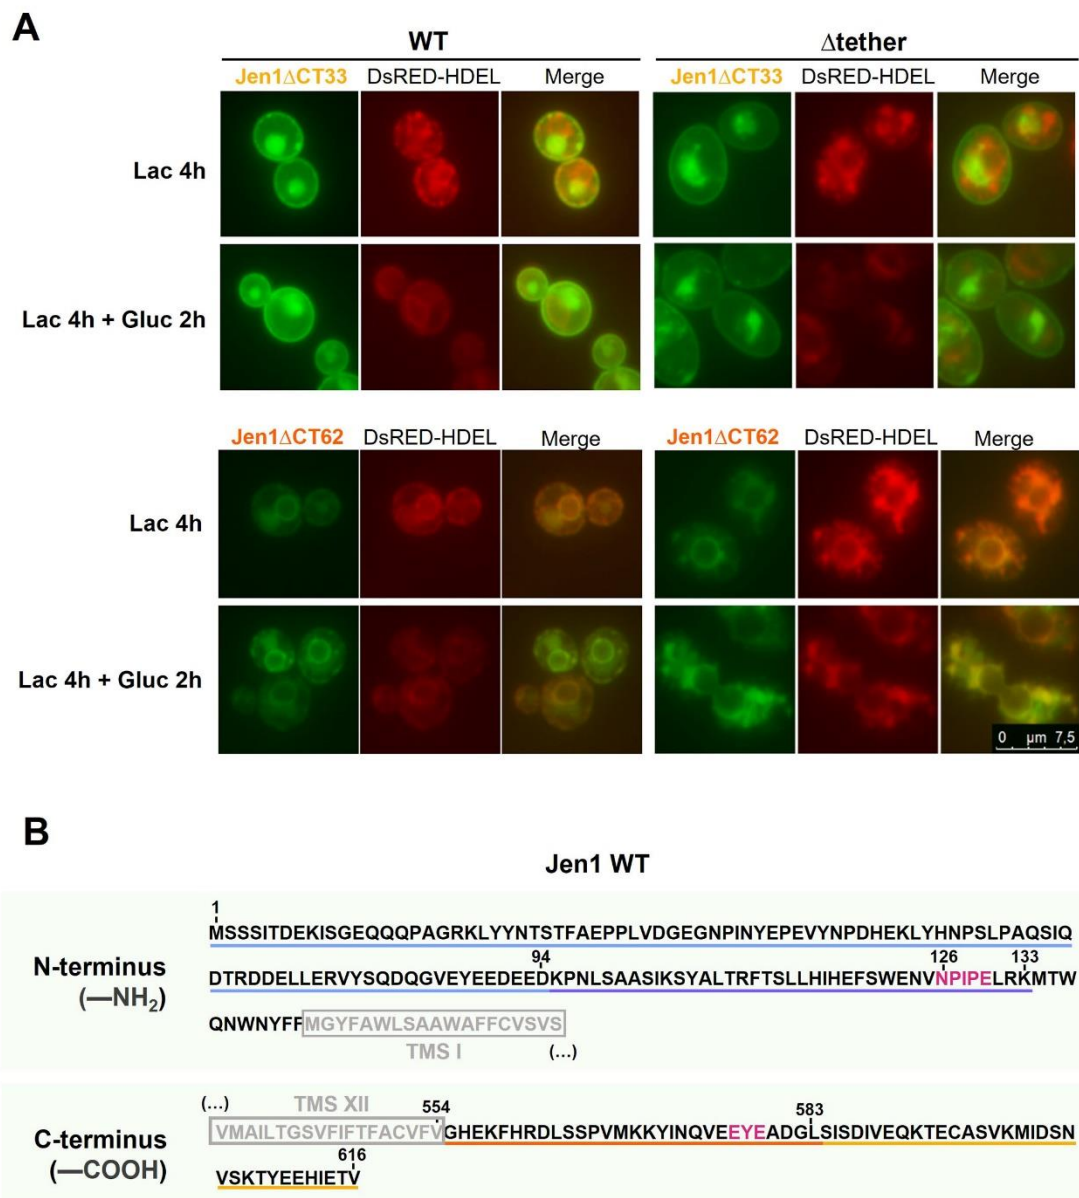 A
WT
Δtether
Jen1ΔCT33 DsRED-HDEL Merge
Jen1ΔCT33 DsRED-HDEL Merge
Lac 4h
Lac 4h + Gluc 2h
Jen1ΔCT62 DsRED-HDEL Merge
Jen1ΔCT62 DsRED-HDEL Merge
Lac 4h
Lac 4h + Gluc 2h
0 µm 7,5
B
Jen1 WT
1
N-terminus
(—NH₂)
MSSSITDEKISGEQQQPAGRKLYYNTSTFAEPPLVDGEGNPINYEPEVYNPDHEKLYHNPSLPAQSIQ
94 126 133
DTRDDELLERVYSQDQGVEYEEDEEDKPNLSAASIKSYALTRFTSLLHIHEFSWENVNPIPELRKMTW
QNWNYFFMGYFAWLSAAWAFFCVSVS
TMS I (...)
C-terminus
(—COOH)
(...) TMS XII 554 583
VMAILTGSVFIFTFACVFVGHEKFHRDLSSPVMKKYINQVEEYEADGLSISDIVEQKTECASVKMIDSN
616
VSKTYEEHIETV